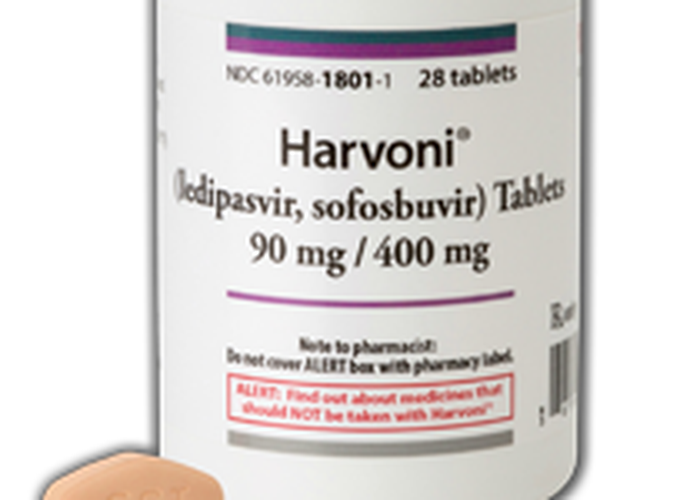 NDC 61958-1801-1 28 tablets
Harvoni®
(ledipasvir, sofosbuvir) Tablets
90 mg / 400 mg
Note to pharmacist:
Do not cover ALERT box with pharmacy label.
ALERT: Find out about medicines that
should NOT be taken with Harvoni™